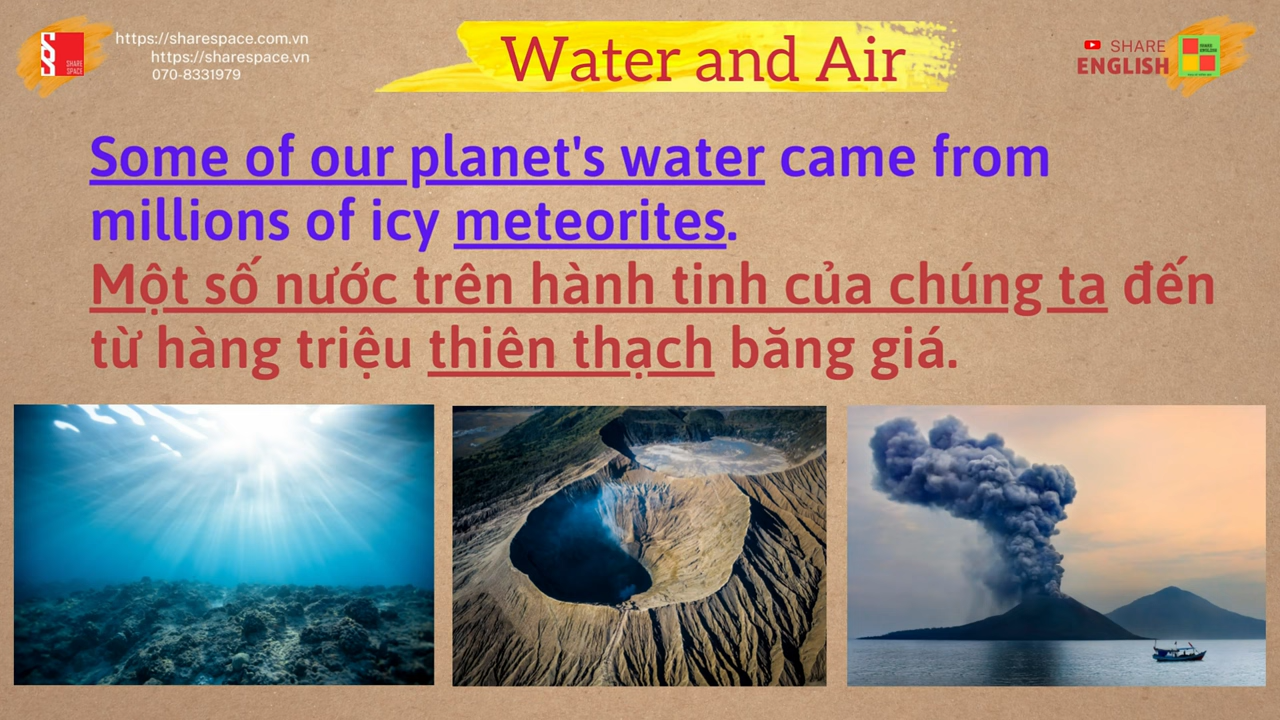 SHARE SPACE
https://sharespace.com.vn
https://sharespace.vn
070-8331979
Water and Air
SHARE
ENGLISH
Some of our planet's water came from
millions of icy meteorites.
Một số nước trên hành tinh của chúng ta đến
từ hàng triệu thiên thạch băng giá.